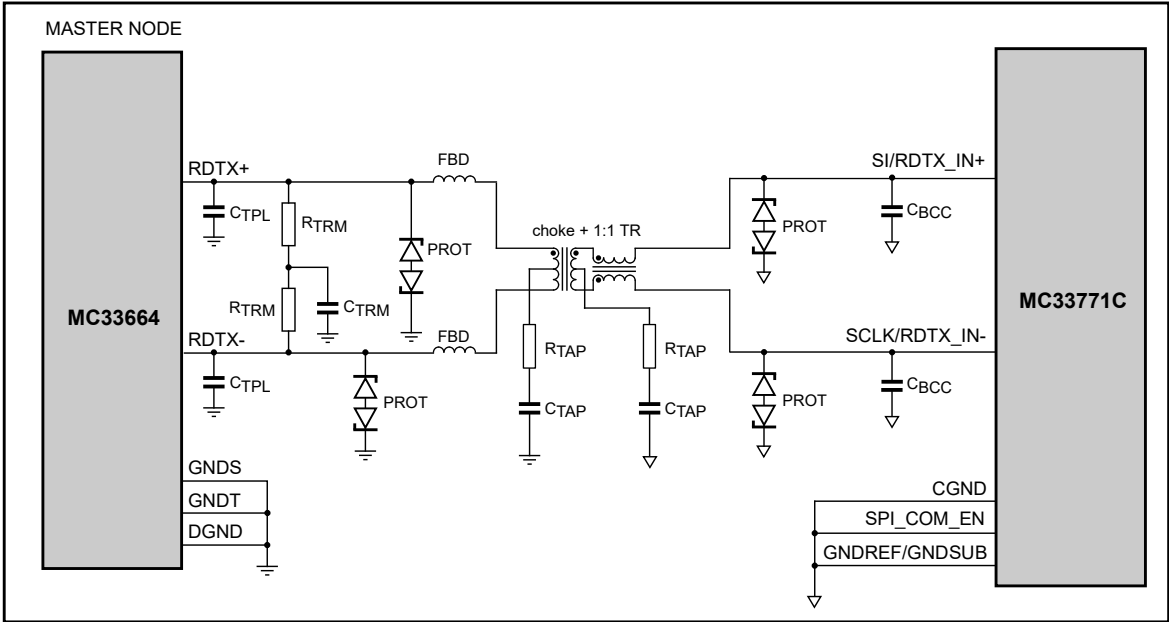 MASTER NODE
MC33664
RDTX+
CTPL
RTRM
RTRM
CTRM
PROT
FBD
RDTX-
CTPL
PROT
FBD
GNDS
GNDT
DGND
choke + 1:1 TR
RTAP
CTAP
RTAP
CTAP
PROT
SI/RDTX_IN+
CBCC
PROT
SCLK/RDTX_IN-
CBCC
CGND
SPI_COM_EN
GNDREF/GNDSUB
MC33771C